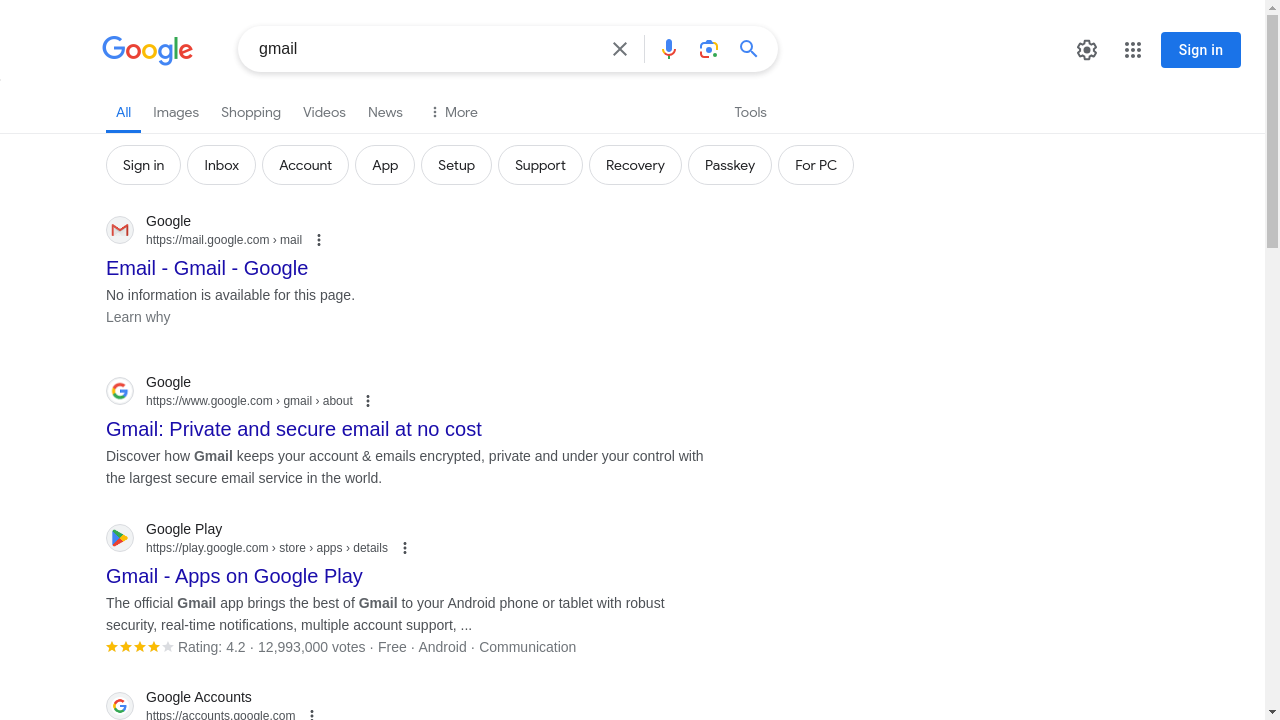 Google
gmail
Sign in
All Images Shopping Videos News More Tools
Sign in Inbox Account App Setup Support Recovery Passkey For PC
Google
https://mail.google.com › mail
Email - Gmail - Google
No information is available for this page.
Learn why
Google
https://www.google.com › gmail › about
Gmail: Private and secure email at no cost
Discover how Gmail keeps your account & emails encrypted, private and under your control with
the largest secure email service in the world.
Google Play
https://play.google.com › store › apps › details
Gmail - Apps on Google Play
The official Gmail app brings the best of Gmail to your Android phone or tablet with robust
security, real-time notifications, multiple account support, ...
Rating: 4.2 · 12,993,000 votes · Free · Android · Communication
Google Accounts
https://accounts.google.com